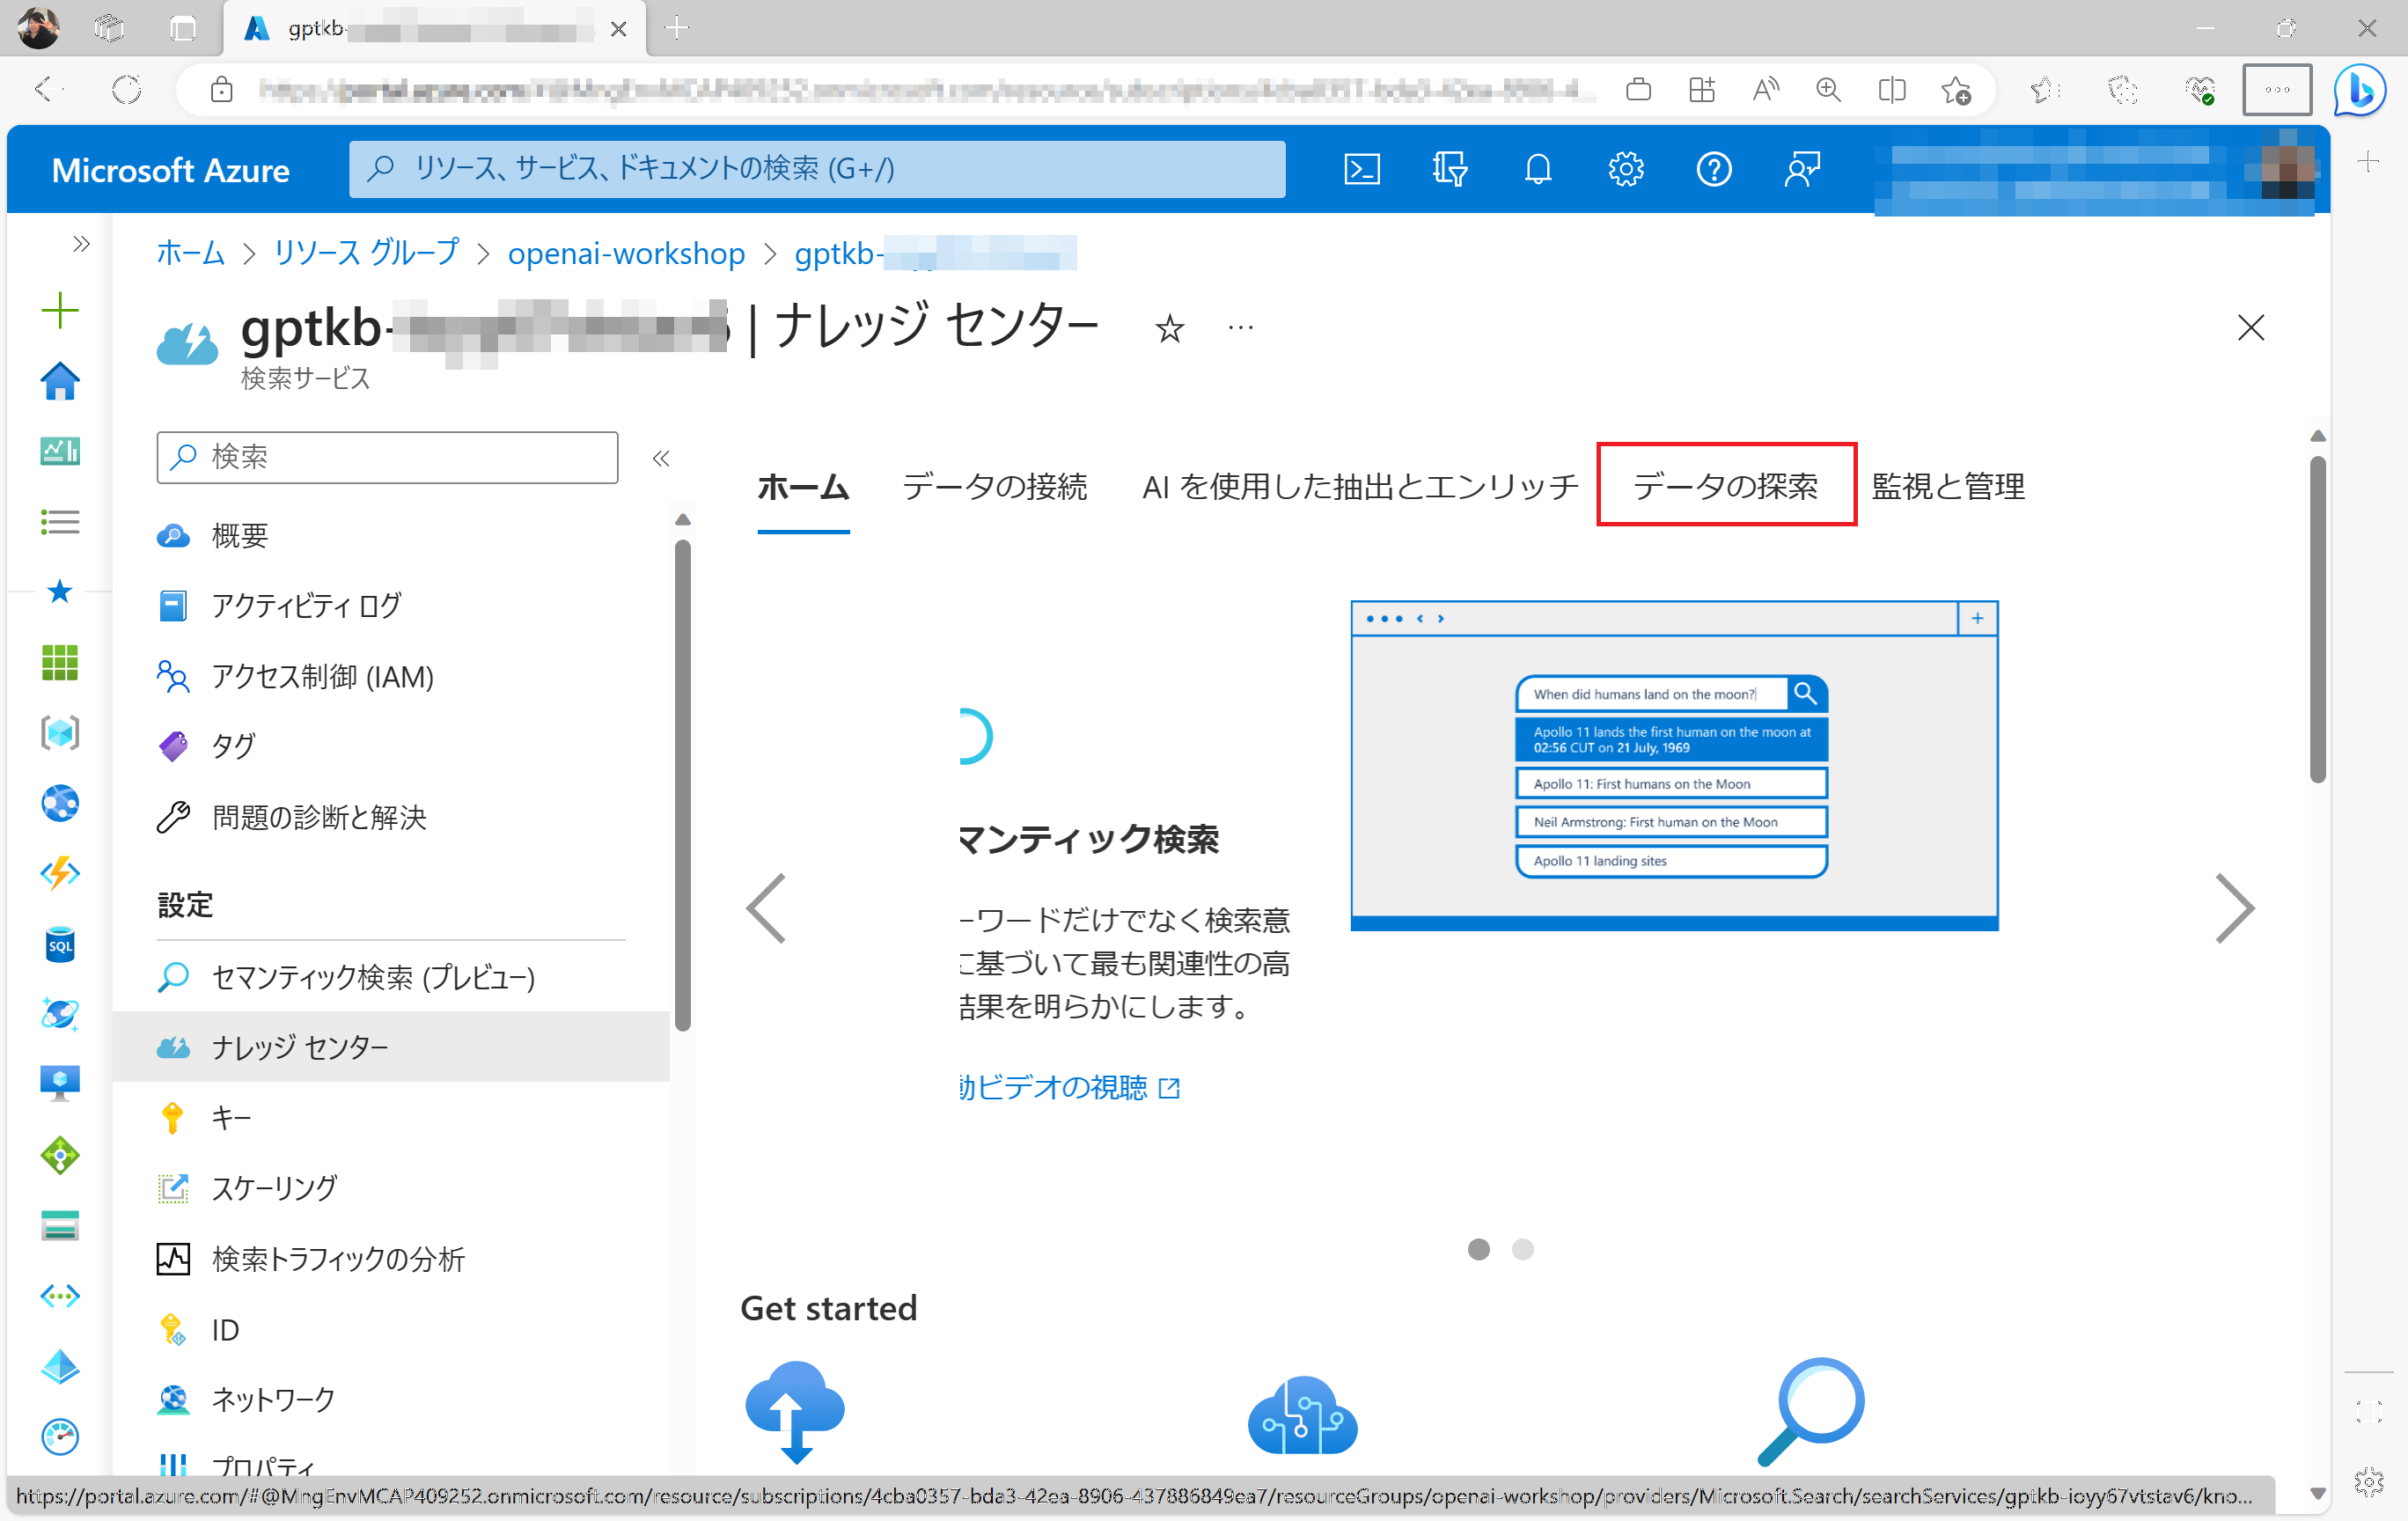 gptkb-
Microsoft Azure
リソース、サービス、ドキュメントの検索 (G+/)
ホーム > リソース グループ > openai-workshop > gptkb-
gptkb- | ナレッジ センター
検索サービス
検索
概要
アクティビティ ログ
アクセス制御 (IAM)
タグ
問題の診断と解決
設定
セマンティック検索 (プレビュー)
ナレッジ センター
キー
スケーリング
検索トラフィックの分析
ID
ネットワーク
プロパティ
ホーム データの接続 AI を使用した抽出とエンリッチ データの探索 監視と管理
マンティック検索
ーワードだけでなく検索意
に基づいて最も関連性の高
結果を明らかにします。
動ビデオの視聴
When did humans land on the moon?
Apollo 11 lands the first human on the moon at
02:56 CUT on 21 July, 1969
Apollo 11: First humans on the Moon
Neil Armstrong: First human on the Moon
Apollo 11 landing sites
Get started
SQL
https://portal.azure.com/#@MngEnvMCAP409252.onmicrosoft.com/resource/subscriptions/4cba0357-bda3-42ea-8906-437886849ea7/resourceGroups/openai-workshop/providers/Microsoft.Search/searchServices/gptkb-ioyy67vtstav6/kno...